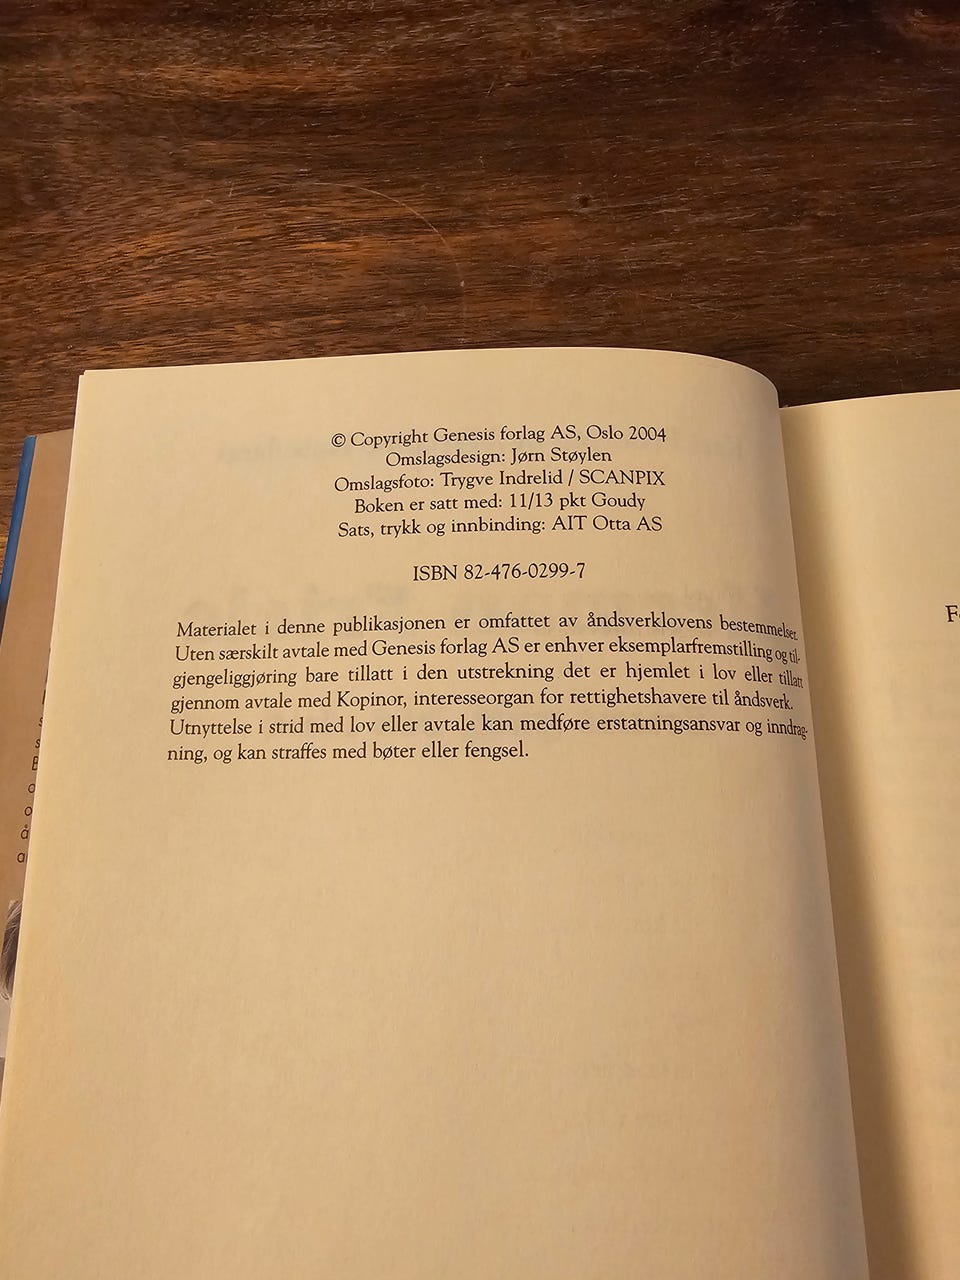 © Copyright Genesis forlag AS, Oslo 2004
Omslagsdesign: Jørn Støylen
Omslagsfoto: Trygve Indrelid / SCANPIX
Boken er satt med: 11/13 pkt Goudy
Sats, trykk og innbinding: AIT Otta AS
ISBN 82-476-0299-7
Materialet i denne publikasjonen er omfattet av åndsverklovens bestemmelser.
Uten særskilt avtale med Genesis forlag AS er enhver eksemplarfremstilling og til-
gjengeliggjøring bare tillatt i den utstrekning det er hjemlet i lov eller tillatt
gjennom avtale med Kopinor, interesseorgan for rettighetshavere til åndsverk.
Utnyttelse i strid med lov eller avtale kan medføre erstatningsansvar og inndrag-
ning, og kan straffes med bøter eller fengsel.